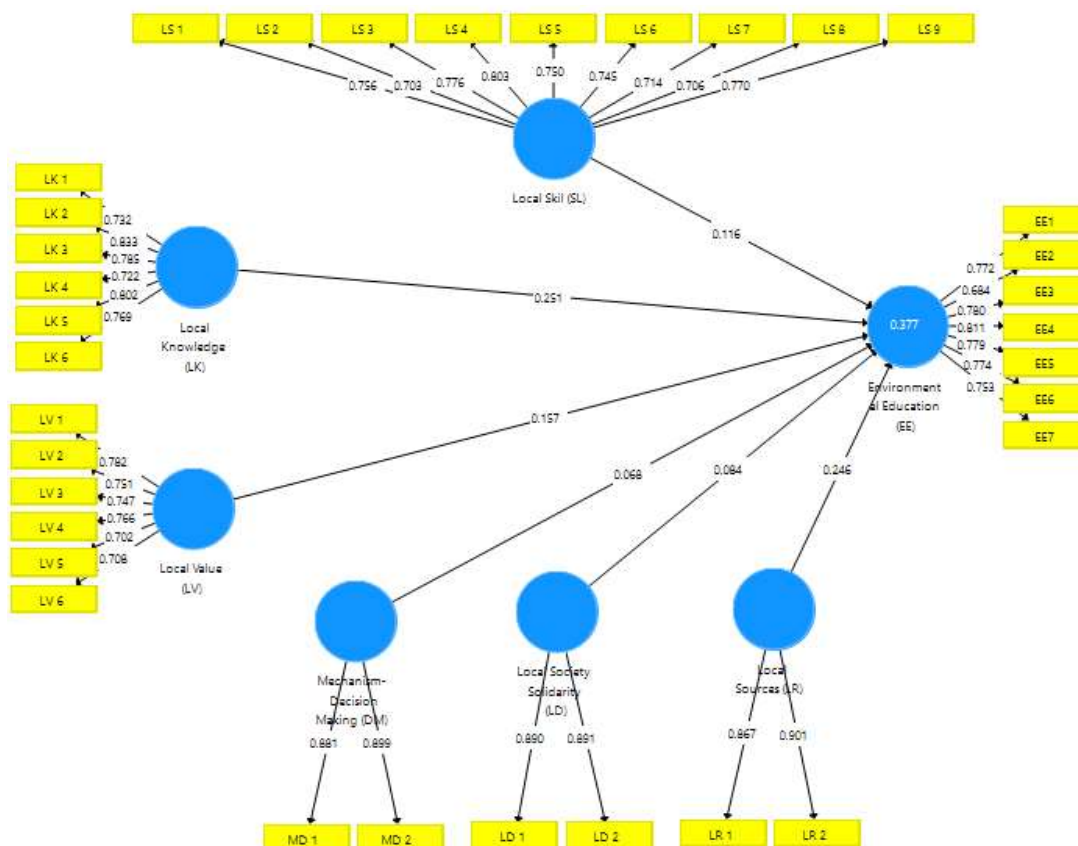 LS 1
LS 2
LS 3
LS 4
LS 5
LS 6
LS 7
LS 8
LS 9
0.756
0.703
0.776
0.803
0.750
0.745
0.714
0.706
0.770
Local Skil (SL)
LK 1
LK 2
LK 3
LK 4
LK 5
LK 6
0.732
0.833
0.785
0.722
0.802
0.769
Local
Knowledge
(LK)
0.116
0.251
EE1
EE2
EE3
EE4
EE5
EE6
EE7
0.772
0.684
0.780
0.811
0.779
0.774
0.753
0.377
Environment
al Education
(EE)
LV 1
LV 2
LV 3
LV 4
LV 5
LV 6
0.782
0.751
0.747
0.766
0.702
0.708
Local Value
(LV)
0.157
0.068
0.084
0.246
Mechanism-
Decision
Making (DM)
Local Society
Solidarity
(LD)
Local
Sources (LR)
0.881
0.899
0.890
0.891
0.867
0.901
MD 1
MD 2
LD 1
LD 2
LR 1
LR 2